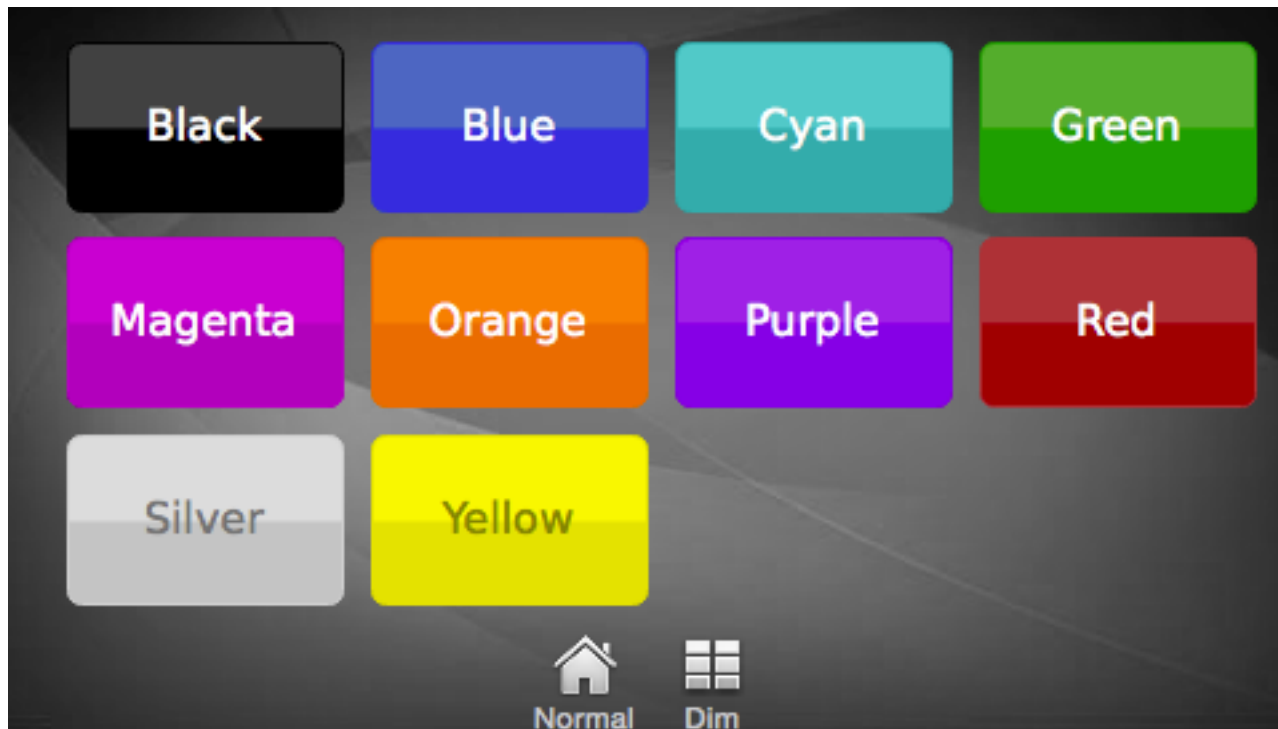 Black Blue Cyan Green
Magenta Orange Purple Red
Silver Yellow
Normal Dim